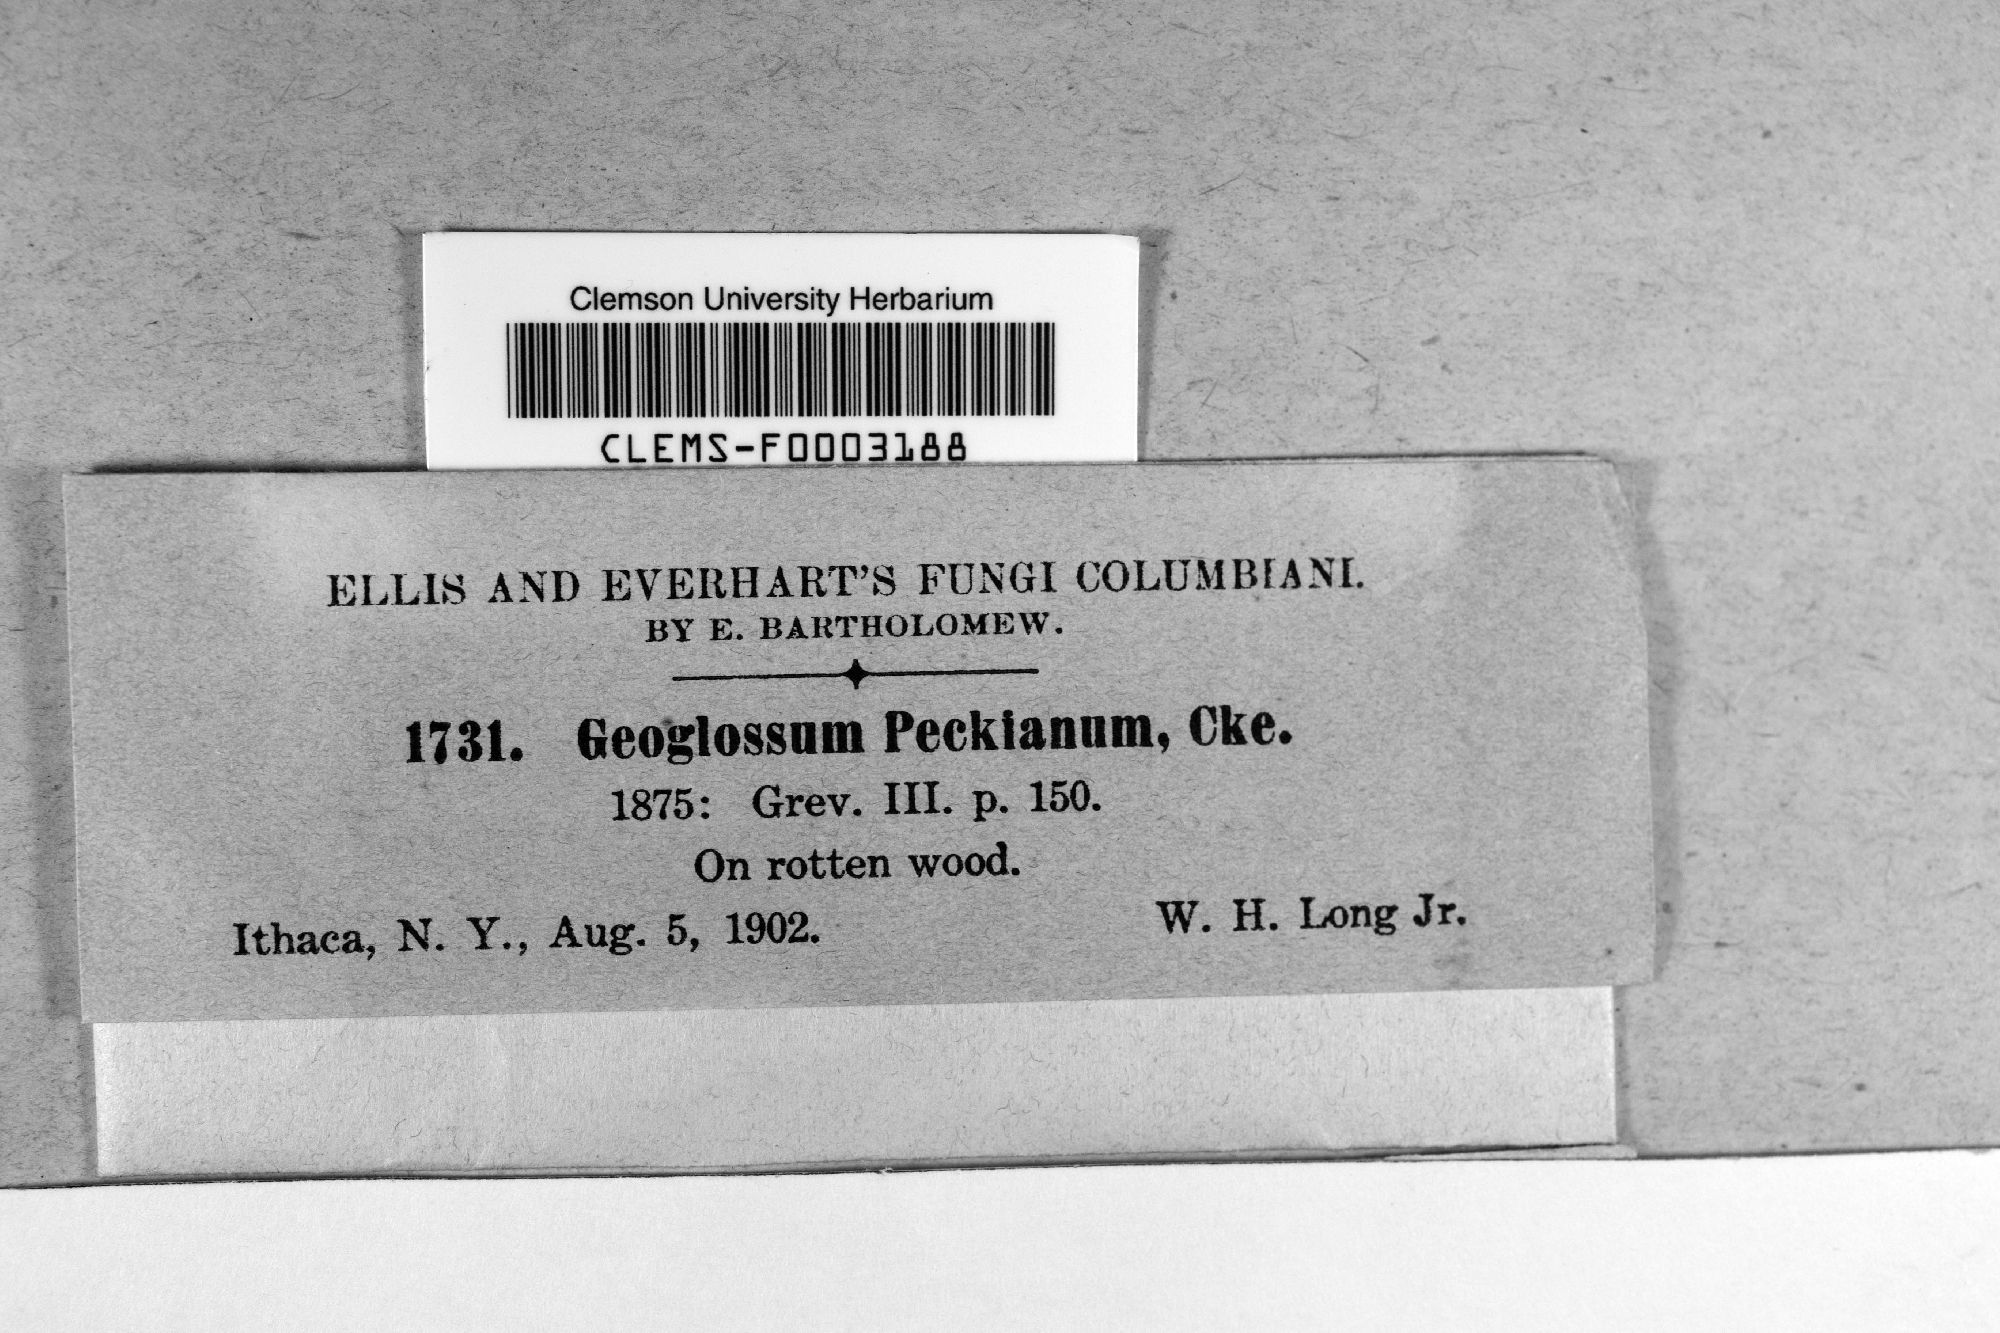 Clemson University Herbarium
CLEMS-F0003188
ELLIS AND EVERHART'S FUNGI COLUMBIANI.
BY E. BARTHOLOMEW.
1731. Geoglossum Peckianum, Cke.
1875: Grev. III. p. 150.
On rotten wood.
Ithaca, N. Y., Aug. 5, 1902. W. H. Long Jr.